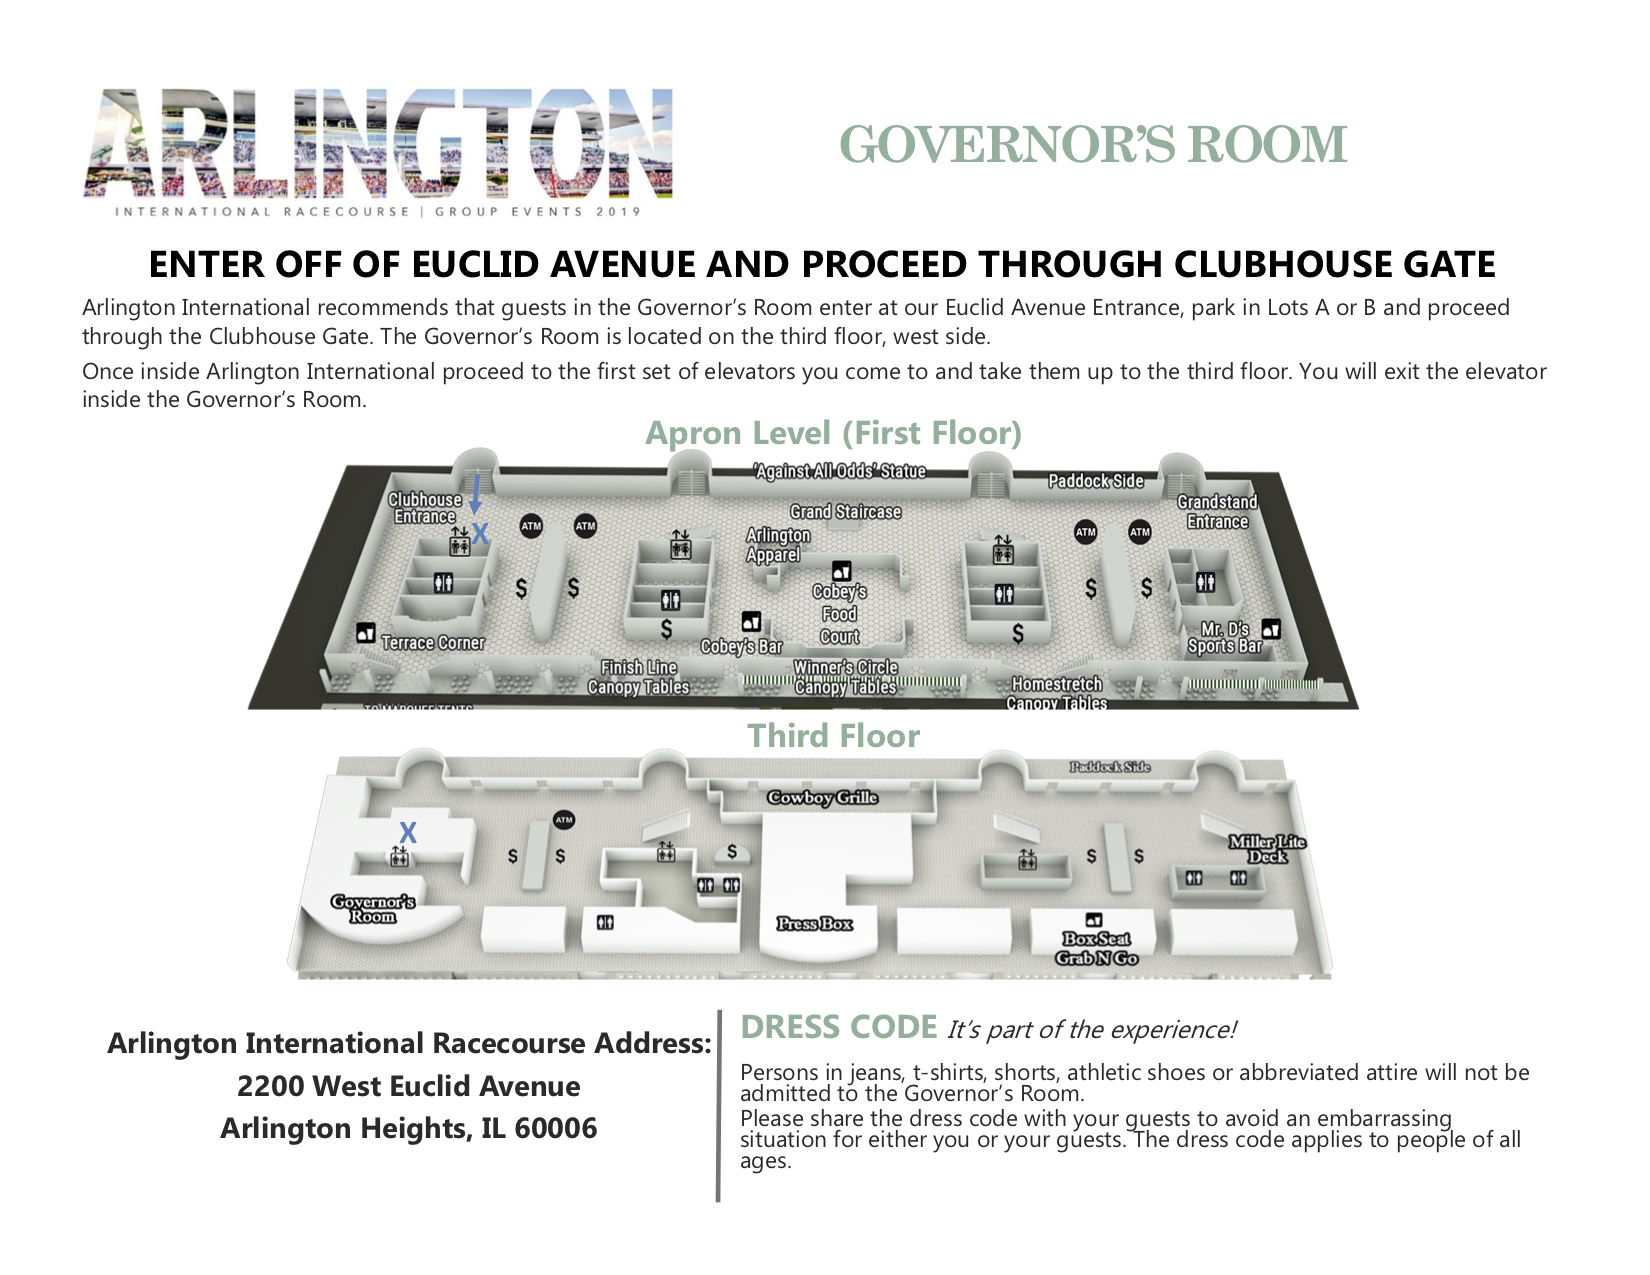 ARLINGTON
INTERNATIONAL RACECOURSE | GROUP EVENTS 2019
GOVERNOR'S ROOM
ENTER OFF OF EUCLID AVENUE AND PROCEED THROUGH CLUBHOUSE GATE
Arlington International recommends that guests in the Governor's Room enter at our Euclid Avenue Entrance, park in Lots A or B and proceed
through the Clubhouse Gate. The Governor's Room is located on the third floor, west side.
Once inside Arlington International proceed to the first set of elevators you come to and take them up to the third floor. You will exit the elevator
inside the Governor's Room.
Apron Level (First Floor)
'Against All Odds' Statue
Paddock Side
Clubhouse
Entrance
X
ATM
ATM
Grand Staircase
Arlington
Apparel
ATM
ATM
Grandstand
Entrance
$
$
Cobey's
Food
Court
$
$
$
$
Terrace Corner
Cobey's Bar
Mr. D's
Sports Bar
Finish Line
Canopy Tables
Winner's Circle
Canopy Tables
Homestretch
Canopy Tables
TO MARQUEE TENTS
Third Floor
Paddock Side
Cowboy Grille
X
ATM
$
$
$
$
$
Miller Lite
Deck
Governor's
Room
Press Box
Box Seat
Grab N Go
Arlington International Racecourse Address:
2200 West Euclid Avenue
Arlington Heights, IL 60006
DRESS CODE It's part of the experience!
Persons in jeans, t-shirts, shorts, athletic shoes or abbreviated attire will not be
admitted to the Governor's Room.
Please share the dress code with your guests to avoid an embarrassing
situation for either you or your guests. The dress code applies to people of all
ages.